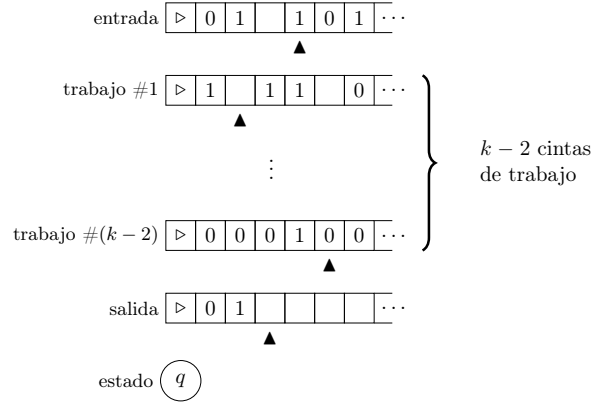 entrada ▷ 0 1 1 0 1 ···
trabajo #1 ▷ 1 1 1 0 ···
⋮
k − 2 cintas
de trabajo
trabajo #(k − 2) ▷ 0 0 0 1 0 0 ···
salida ▷ 0 1 ···
estado q